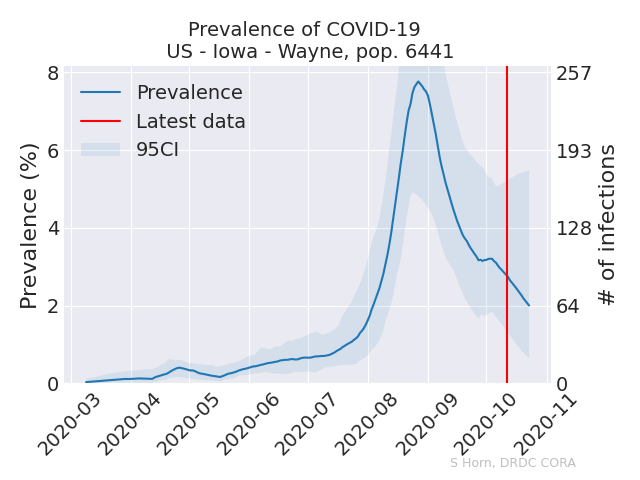 Prevalence of COVID-19
US - Iowa - Wayne, pop. 6441
Prevalence
Latest data
95CI
Prevalence (%)
8
6
4
2
0
257
193
128
64
0
# of infections
2020-03
2020-04
2020-05
2020-06
2020-07
2020-08
2020-09
2020-10
2020-11
S Horn, DRDC CORA